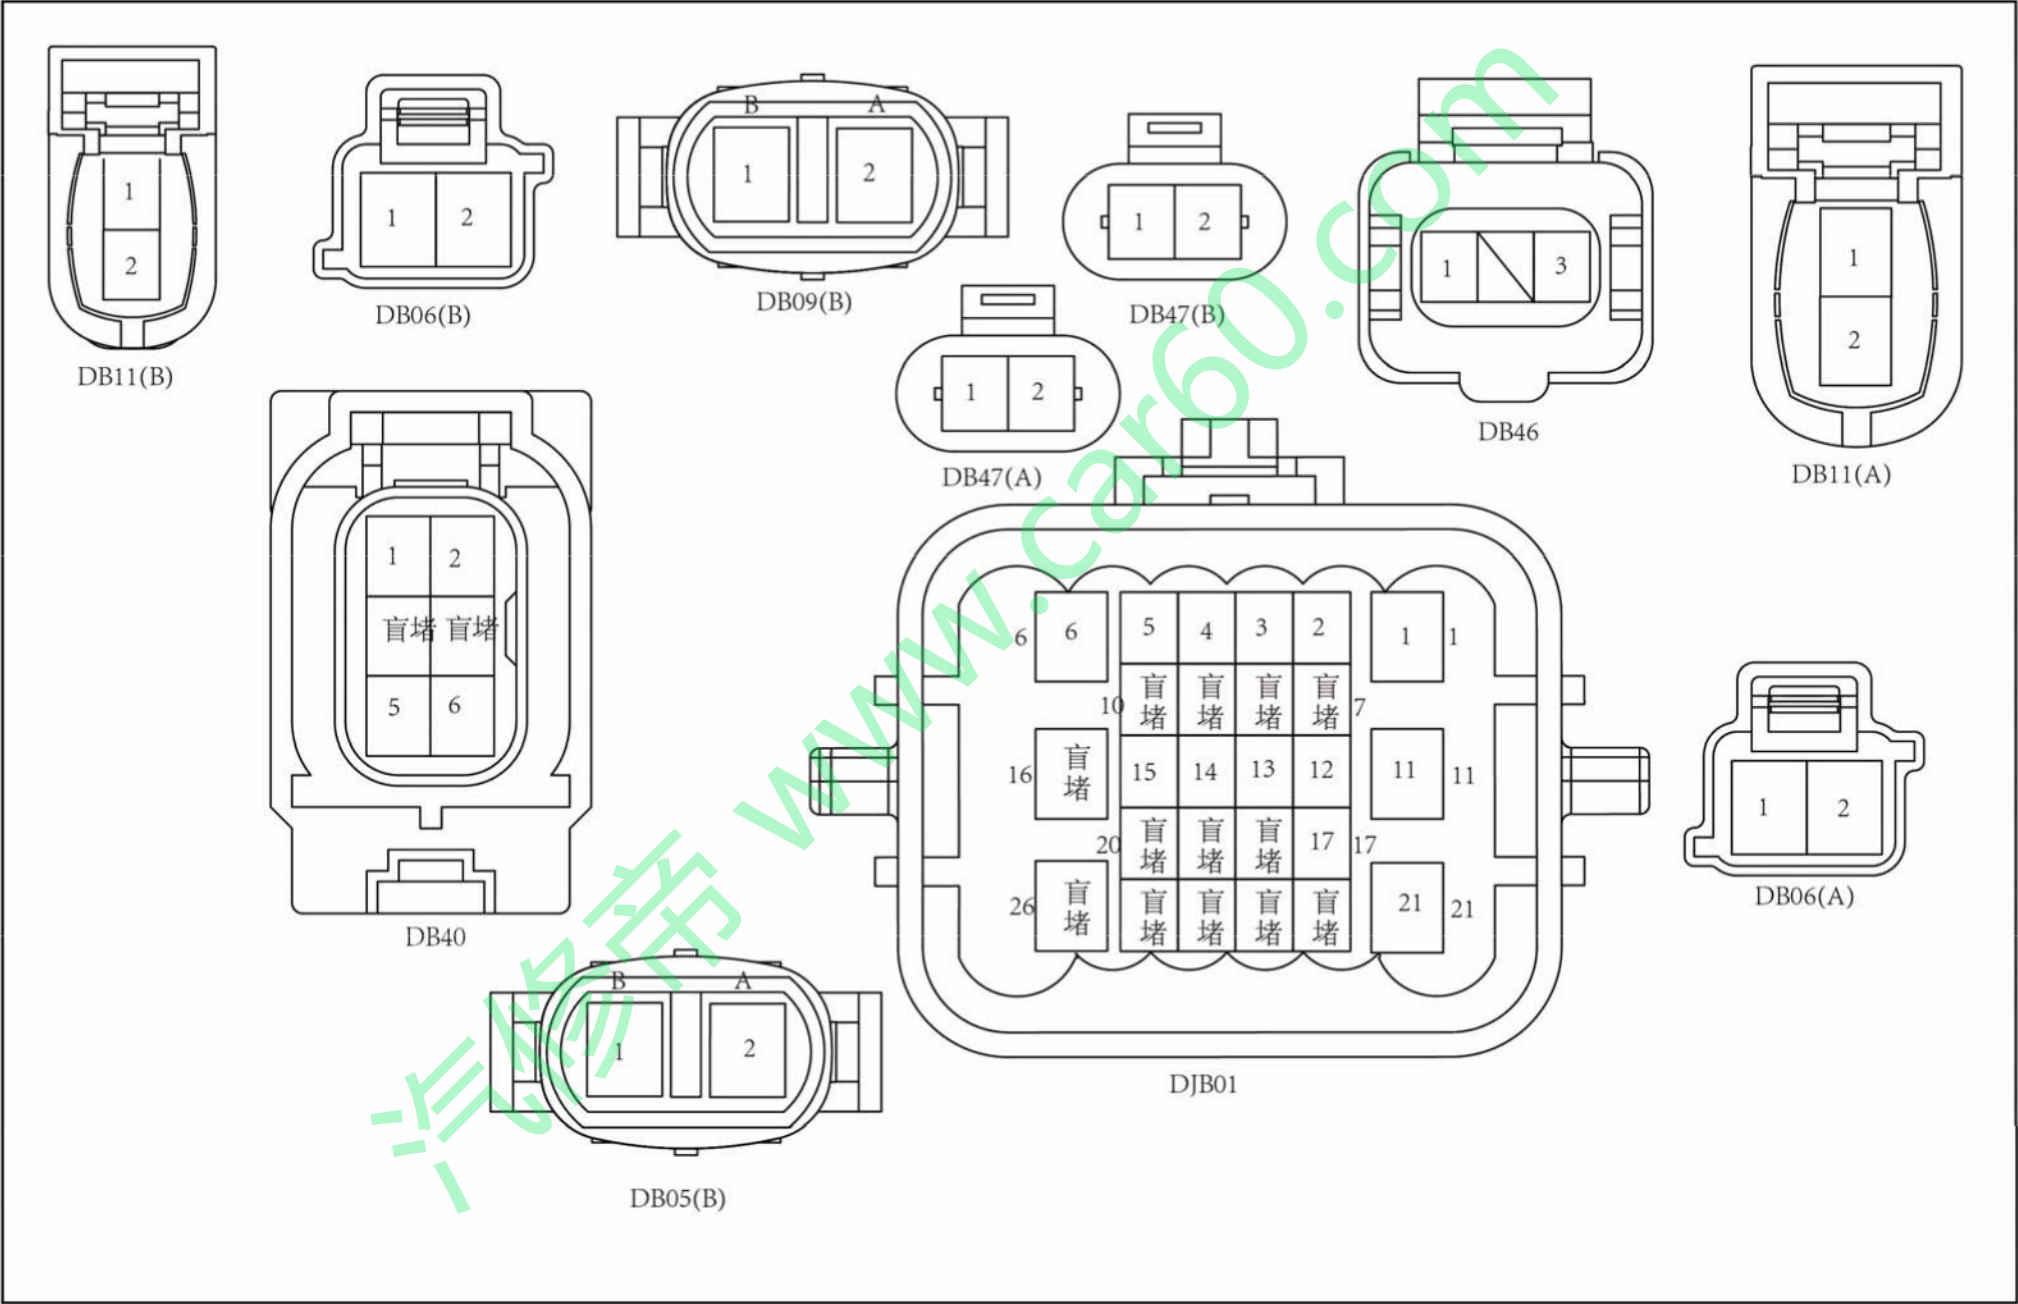 1
2
DB11(B)
1 2
DB06(B)
B A
1 2
DB09(B)
1 2
DB47(B)
1 2
DB47(A)
1 3
DB46
1
2
DB11(A)
1 2
盲堵 盲堵
5 6
DB40
6 6 5 4 3 2 1 1
10 盲堵 盲堵 盲堵 盲堵 7
16 盲堵 15 14 13 12 11 11
20 盲堵 盲堵 盲堵 17 17
26 盲堵 盲堵 盲堵 盲堵 盲堵 21 21
DJB01
1 2
DB06(A)
B A
1 2
DB05(B)
汽修帝 www.car60.com